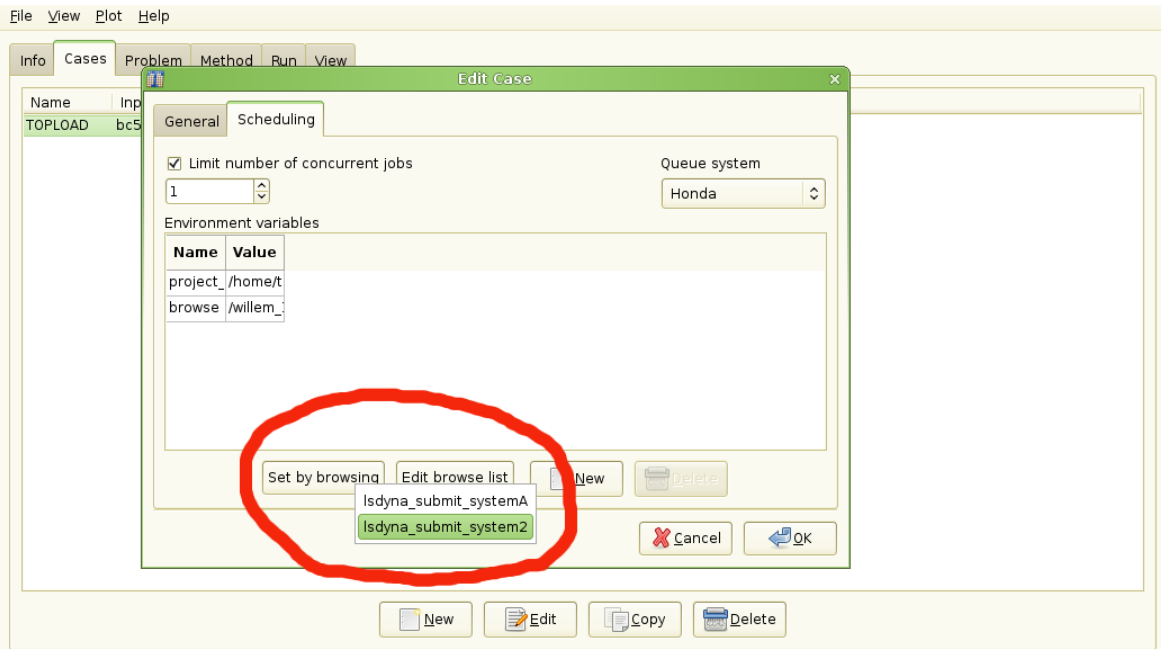 File View Plot Help
Info Cases Problem Method Run View
Edit Case
Name Inp
TOPLOAD bc5
General Scheduling
Limit number of concurrent jobs
Queue system
1
Honda
Environment variables
Name Value
project_ /home/t
browse /willem_
Set by browsing Edit browse list New Delete
lsdyna_submit_systemA
lsdyna_submit_system2
Cancel OK
New Edit Copy Delete